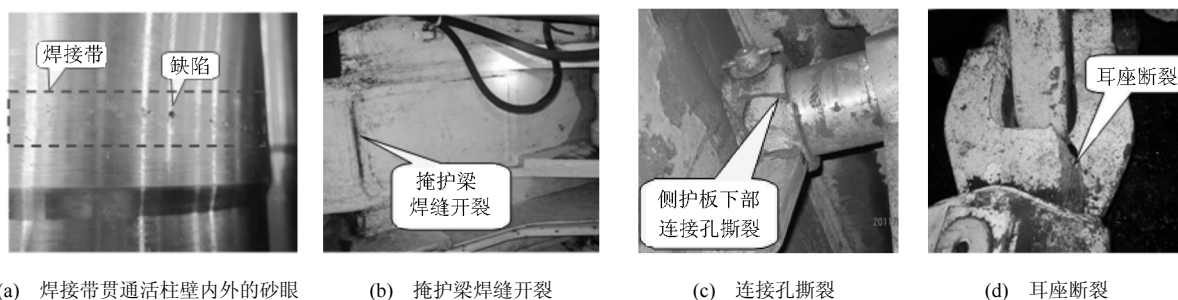 焊接带
缺陷
掩护梁
焊缝开裂
侧护板下部
连接孔撕裂
2011
耳座断裂
(a) 焊接带贯通活柱壁内外的砂眼
(b) 掩护梁焊缝开裂
(c) 连接孔撕裂
(d) 耳座断裂